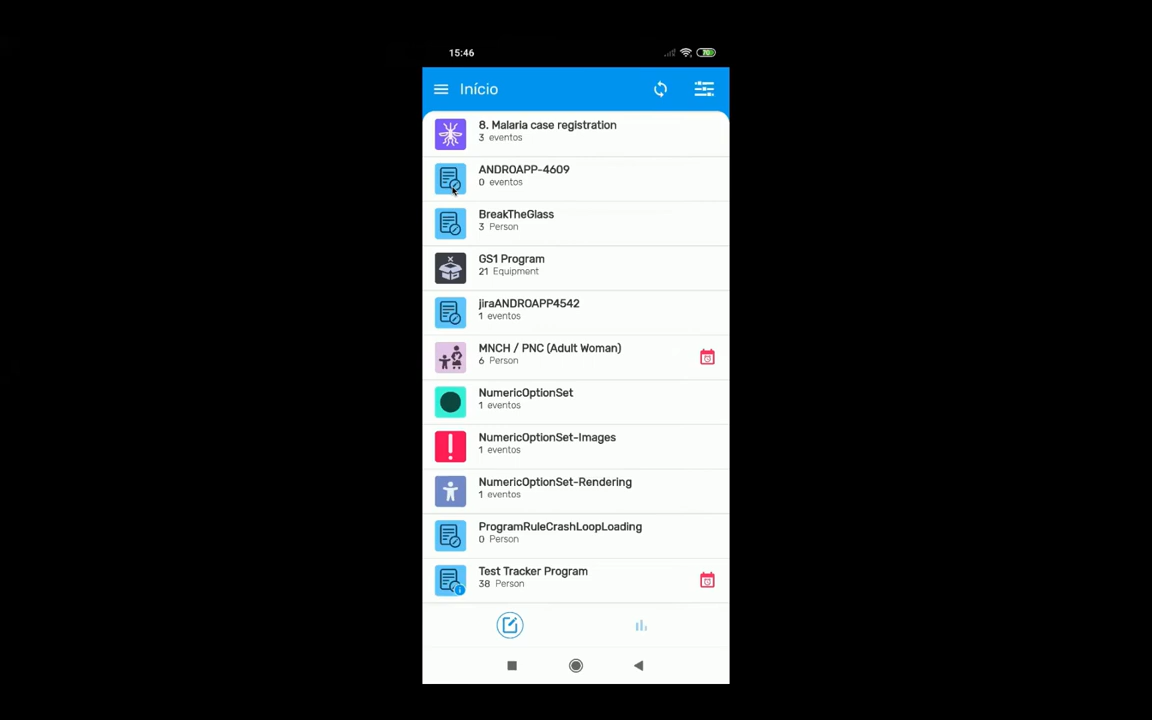 15:46
Início
8. Malaria case registration
3 eventos
ANDROAPP-4609
0 eventos
BreakTheGlass
3 Person
GS1 Program
21 Equipment
jiraANDROAPP4542
1 eventos
MNCH / PNC (Adult Woman)
6 Person
NumericOptionSet
1 eventos
NumericOptionSet-Images
1 eventos
NumericOptionSet-Rendering
1 eventos
ProgramRuleCrashLoopLoading
0 Person
Test Tracker Program
38 Person